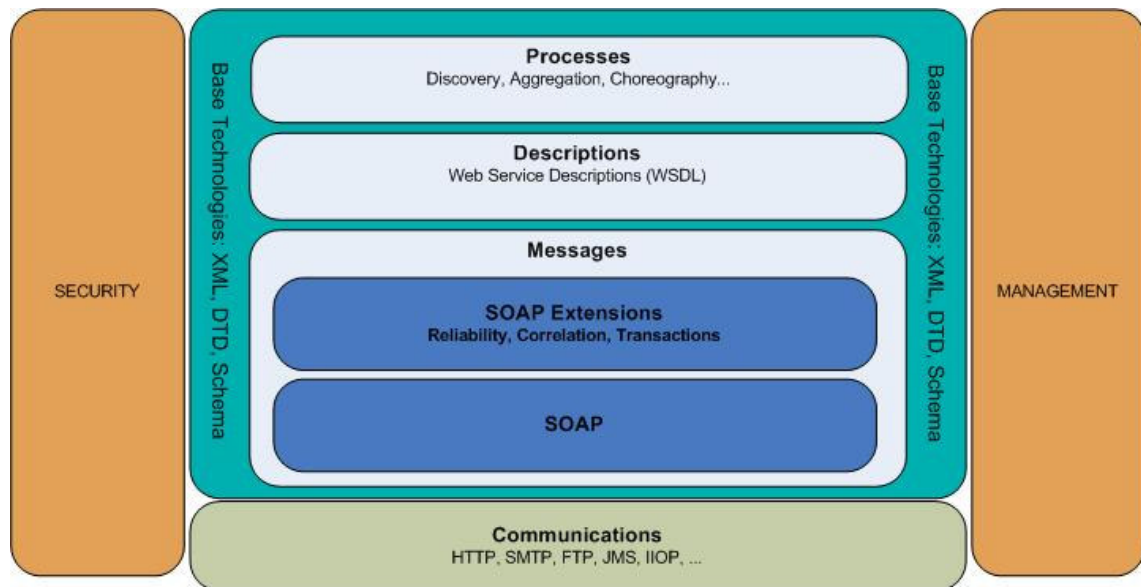 SECURITY
Base Technologies: XML, DTD, Schema
Processes
Discovery, Aggregation, Choreography...
Descriptions
Web Service Descriptions (WSDL)
Messages
SOAP Extensions
Reliability, Correlation, Transactions
SOAP
Base Technologies: XML, DTD, Schema
MANAGEMENT
Communications
HTTP, SMTP, FTP, JMS, IIOP, ...